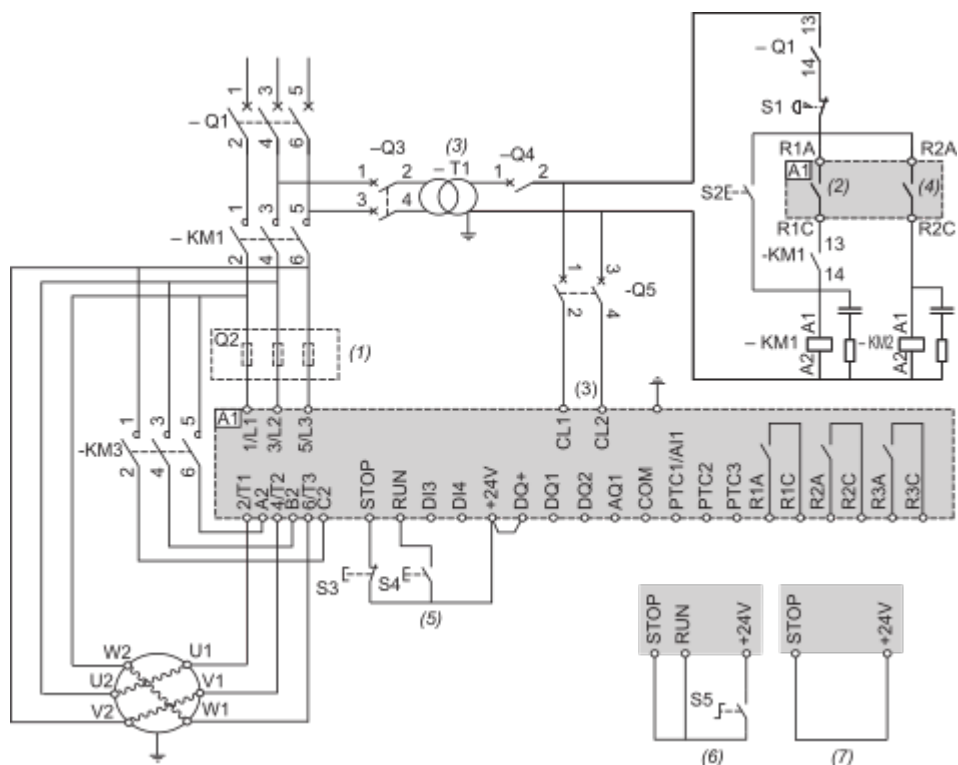 – Q1
1 3 5
2 4 6
– KM1
1 3 5
2 4 6
–Q3
1 2
3 4
(3)
– T1
–Q4
1 2
13
– Q1
14
S1
R1A R2A
A1
(2) (4)
S2
R1C R2C
-KM1
13
14
A1 A1
– KM1 – KM2
A2 A2
1 3
-Q5
2 4
(3)
Q2
(1)
-KM3
1 3 5
2 4 6
A1
1/L1
3/L2
5/L3
CL1
CL2
2/T1
A2
4/T2
B2
6/T3
C2
STOP
RUN
DI3
DI4
+24V
DQ+
DQ1
DQ2
AQ1
COM
PTC1/AI1
PTC2
PTC3
R1A
R1C
R2A
R2C
R3A
R3C
S3 S4
(5)
W2 U1
U2 V1
V2 W1
STOP
RUN
+24V
S5
(6)
STOP
+24V
(7)